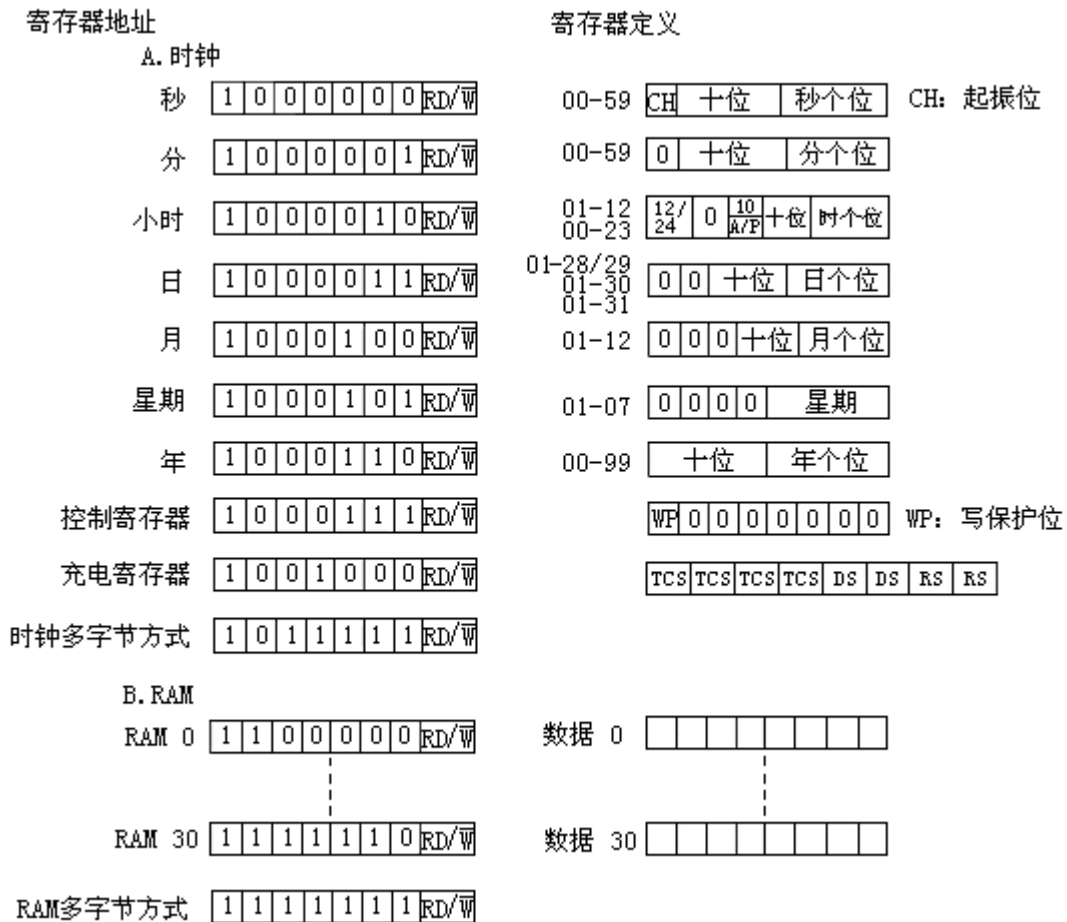 寄存器地址 寄存器定义
A.时钟
秒 1 0 0 0 0 0 0 RD/W̅ 00-59 CH 十位 秒个位 CH: 起振位
分 1 0 0 0 0 0 1 RD/W̅ 00-59 0 十位 分个位
小时 1 0 0 0 0 1 0 RD/W̅ 01-12 00-23 12/24 0 10 A/P 十位 时个位
日 1 0 0 0 0 1 1 RD/W̅ 01-28/29 01-30 01-31 0 0 十位 日个位
月 1 0 0 0 1 0 0 RD/W̅ 01-12 0 0 0 十位 月个位
星期 1 0 0 0 1 0 1 RD/W̅ 01-07 0 0 0 0 星期
年 1 0 0 0 1 1 0 RD/W̅ 00-99 十位 年个位
控制寄存器 1 0 0 0 1 1 1 RD/W̅ WP 0 0 0 0 0 0 0 WP: 写保护位
充电寄存器 1 0 0 1 0 0 0 RD/W̅ TCS TCS TCS TCS DS DS RS RS
时钟多字节方式 1 0 1 1 1 1 1 RD/W̅
B.RAM
RAM 0 1 1 0 0 0 0 0 RD/W̅ 数据 0
RAM 30 1 1 1 1 1 1 0 RD/W̅ 数据 30
RAM多字节方式 1 1 1 1 1 1 1 RD/W̅